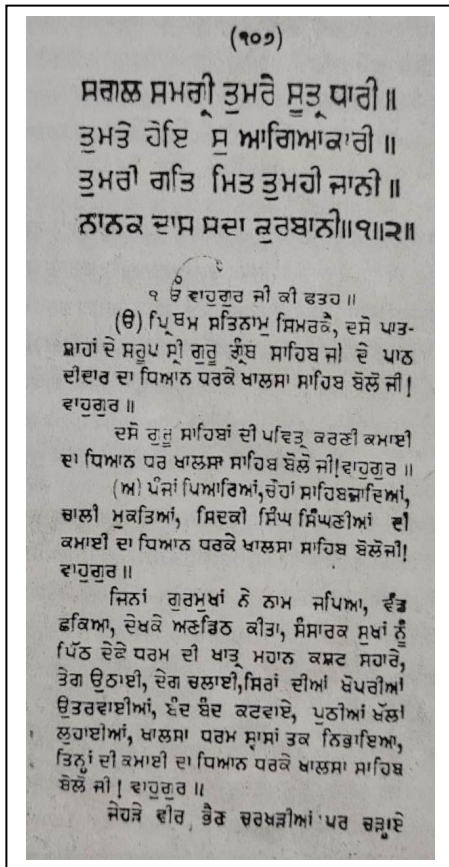 (੧੦੭)
ਸਗਲ ਸਮਗ੍ਰੀ ਤੁਮਰੈ ਸੂਤ੍ਰ ਧਾਰੀ॥
ਤੁਮਤੇ ਹੋਇ ਸੁ ਆਗਿਆਕਾਰੀ॥
ਤੁਮਰੀ ਗਤਿ ਮਿਤ ਤੁਮਹੀ ਜਾਨੀ॥
ਨਾਨਕ ਦਾਸ ਸਦਾ ਕੁਰਬਾਨੀ॥੧॥੨॥
੧ ਓੁੰ ਵਾਹੁਗੁਰ ਜੀ ਕੀ ਫਤਹ॥
(ੳ) ਪ੍ਰਿਥਮ ਸਤਿਨਾਮੁ ਸਿਮਰਕੈ, ਦਸੋ ਪਾਤ-
ਸ਼ਾਹਾਂ ਦੇ ਸਰੂਪ ਸ੍ਰੀ ਗੁਰੂ ਗ੍ਰੰਥ ਸਾਹਿਬ ਜੀ ਦੇ ਪਾਠ
ਦੀਦਾਰ ਦਾ ਧਿਆਨ ਧਰਕੇ ਖਾਲਸਾ ਸਾਹਿਬ ਬੋਲੋ ਜੀ!
ਵਾਹੁਗੁਰ॥
ਦਸੋ ਗੁਰੂ ਸਾਹਿਬਾਂ ਦੀ ਪਵਿਤ੍ਰ ਕਰਣੀ ਕਮਾਈ
ਦਾ ਧਿਆਨ ਧਰ ਖਾਲਸਾ ਸਾਹਿਬ ਬੋਲੋ ਜੀ!ਵਾਹੁਗੁਰ॥
(ਅ) ਪੰਜਾਂ ਪਿਆਰਿਆਂ,ਚੌਹਾਂ ਸਾਹਿਬਜ਼ਾਦਿਆਂ,
ਚਾਲੀ ਮੁਕਤਿਆਂ, ਸਿਦਕੀ ਸਿੰਘ ਸਿੰਘਣੀਆਂ ਦੀ
ਕਮਾਈ ਦਾ ਧਿਆਨ ਧਰਕੇ ਖਾਲਸਾ ਸਾਹਿਬ ਬੋਲੋਜੀ!
ਵਾਹੁਗੁਰ॥
ਜਿਨਾਂ ਗੁਰਮੁਖਾਂ ਨੇ ਨਾਮ ਜਪਿਆ, ਵੰਡ
ਛਕਿਆ, ਦੇਖਕੇ ਅਣਡਿਠ ਕੀਤਾ, ਸੰਸਾਰਕ ਸੁਖਾਂ ਨੂੰ
ਪਿੱਠ ਦੇਕੇ ਧਰਮ ਦੀ ਖਾਤ੍ਰ ਮਹਾਨ ਕਸ਼ਟ ਸਹਾਰੇ,
ਤੇਗ ਉਠਾਈ, ਦੇਗ ਚਲਾਈ,ਸਿਰਾਂ ਦੀਆਂ ਖੋਪਰੀਆਂ
ਉਤਰਵਾਈਆਂ, ਬੰਦ ਬੰਦ ਕਟਵਾਏ, ਪੁਠੀਆਂ ਖੱਲਾਂ
ਲੁਹਾਈਆਂ, ਖਾਲਸਾ ਧਰਮ ਸ੍ਵਾਸਾਂ ਤਕ ਨਿਭਾਇਆ,
ਤਿਨ੍ਹਾਂ ਦੀ ਕਮਾਈ ਦਾ ਧਿਆਨ ਧਰਕੇ ਖਾਲਸਾ ਸਾਹਿਬ
ਬੋਲੋ ਜੀ! ਵਾਹੁਗੁਰ॥
ਜੇਹੜੇ ਵੀਰ ਭੈਣ ਚਰਖੜੀਆਂ ਪਰ ਚੜ੍ਹਾਏ